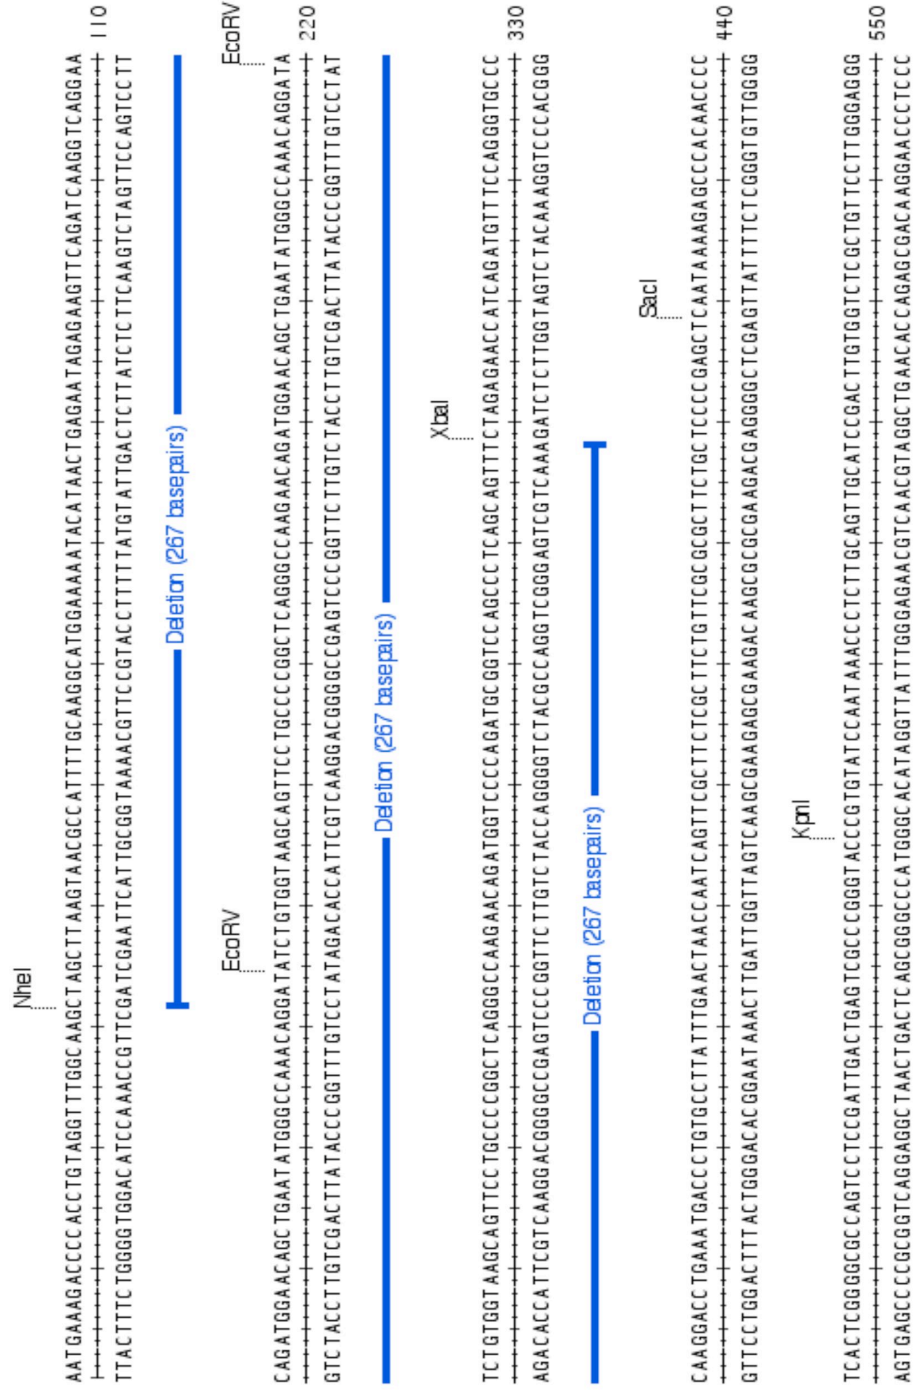 NheI
AATGAAAGACCCCACCTGTAGGTTTGGCAAGCTAGCTTAAGTAACGCCATTTTGCAAGGCATGGAAAAATACATAACTGAGAATAGAGAAGTTCAGATCAAGGTCAGGAA
110
TTACTTTCTGGGGTGGACATCCAAACCGTTCGATCGAATTCATTGCGGTAAAACGTTCCGTACCTTTTTATGTATTGACTCTTATCTCTTCAAGTCTAGTTCCAGTCCTT
Deletion (267 basepairs)
EcoRV EcoRV
CAGATGGAACAGCTGAATATGGGCCAAACAGGATATCTGTGGTAAGCAGTTCCTGCCCCGGCTCAGGGCCAAGAACAGATGGAACAGCTGAATATGGGCCAAACAGGATA
220
GTCTACCTTGTCGACTTATACCCGGTTTGTCCTATAGACACCATTCGTCAAGGACGGGGCCGAGTCCCGGTTCTTGTCTACCTTGTCGACTTATACCCGGTTTGTCCTAT
Deletion (267 basepairs)
XbaI
TCTGTGGTAAGCAGTTCCTGCCCCGGCTCAGGGCCAAGAACAGATGGTCCCCAGATGCGGTCCAGCCCTCAGCAGTTTCTAGAGAACCATCAGATGTTTCCAGGGTGCCC
330
AGACACCATTCGTCAAGGACGGGGCCGAGTCCCGGTTCTTGTCTACCAGGGGTCTACGCCAGGTCGGGAGTCGTCAAAGATCTCTTGGTAGTCTACAAAGGTCCCACGGG
Deletion (267 basepairs)
SacI
CAAGGACCTGAAATGACCCTGTGCCTTATTTGAACTAACCAATCAGTTCGCTTCTCGCTTCTGTTCGCGCGCTTCTGCTCCCCGAGCTCAATAAAAGAGCCCACAACCCC
440
GTTCCTGGACTTTACTGGGACACGGAATAAACTTGATTGGTTAGTCAAGCGAAGAGCGAAGACAAGCGCGCGAAGACGAGGGGCTCGAGTTATTTTCTCGGGTGTTGGGG
KpnI
TCACTCGGGGCGCCAGTCCTCCGATTGACTGAGTCGCCCGGGTACCCGTGTATCCAATAAACCCTCTTGCAGTTGCATCCGACTTGTGGTCTCGCTGTTCCTTGGGAGGG
550
AGTGAGCCCCGCGGTCAGGAGGCTAACTGACTCAGCGGGCCCATGGGCACATAGGTTATTTGGGAGAACGTCAACGTAGGCTGAACACCAGAGCGACAAGGAACCCTCCC